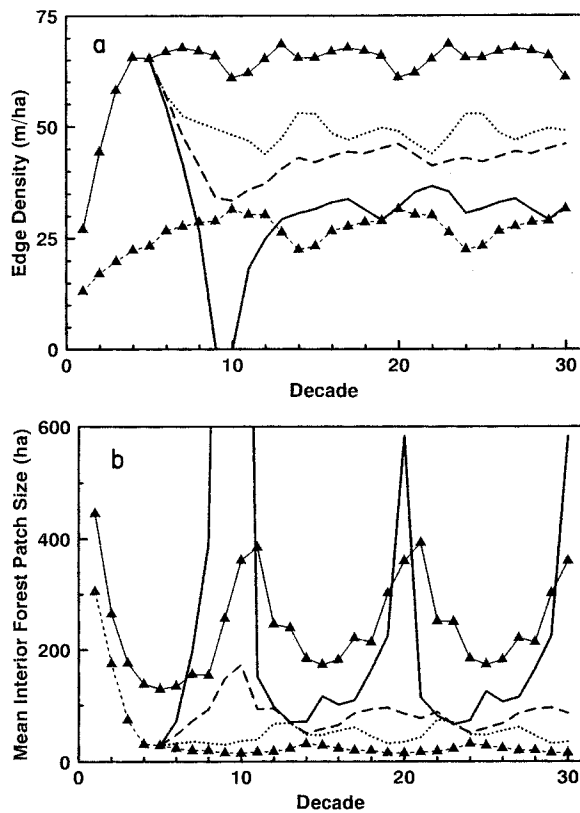 75
a
50
25
0
Edge Density (m/ha)
0 10 20 30
Decade
600
b
400
200
0
Mean Interior Forest Patch Size (ha)
0 10 20 30
Decade